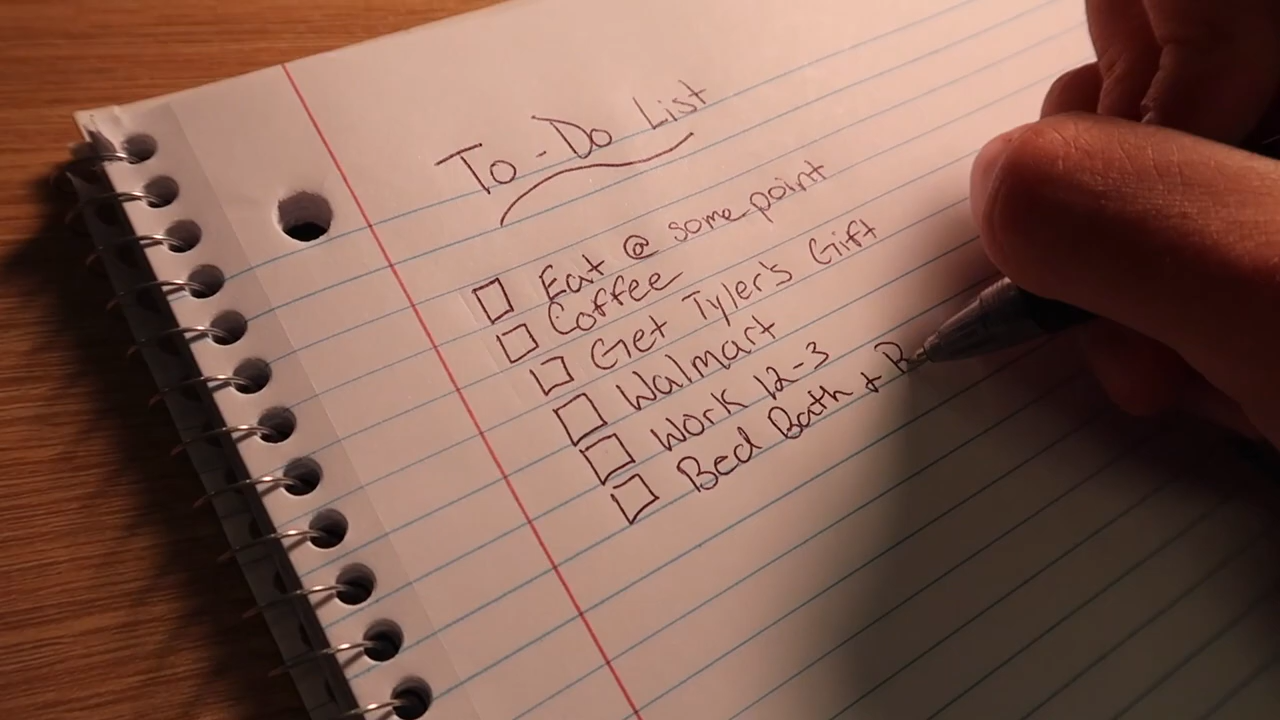 To-Do List
Eat @ some point
Coffee
Get Tyler's Gift
Walmart
Work 12-3
Bed Bath + B